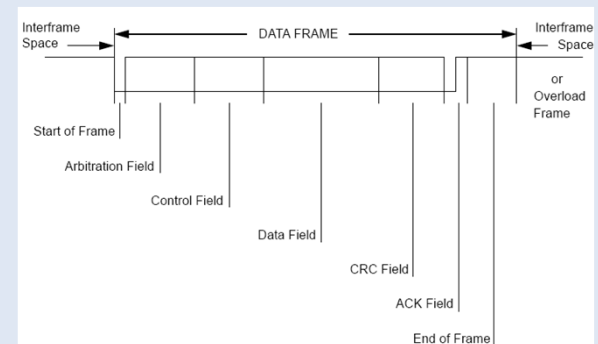 Interframe
Space
DATA FRAME
Interframe
Space
or
Overload
Frame
Start of Frame
Arbitration Field
Control Field
Data Field
CRC Field
ACK Field
End of Frame